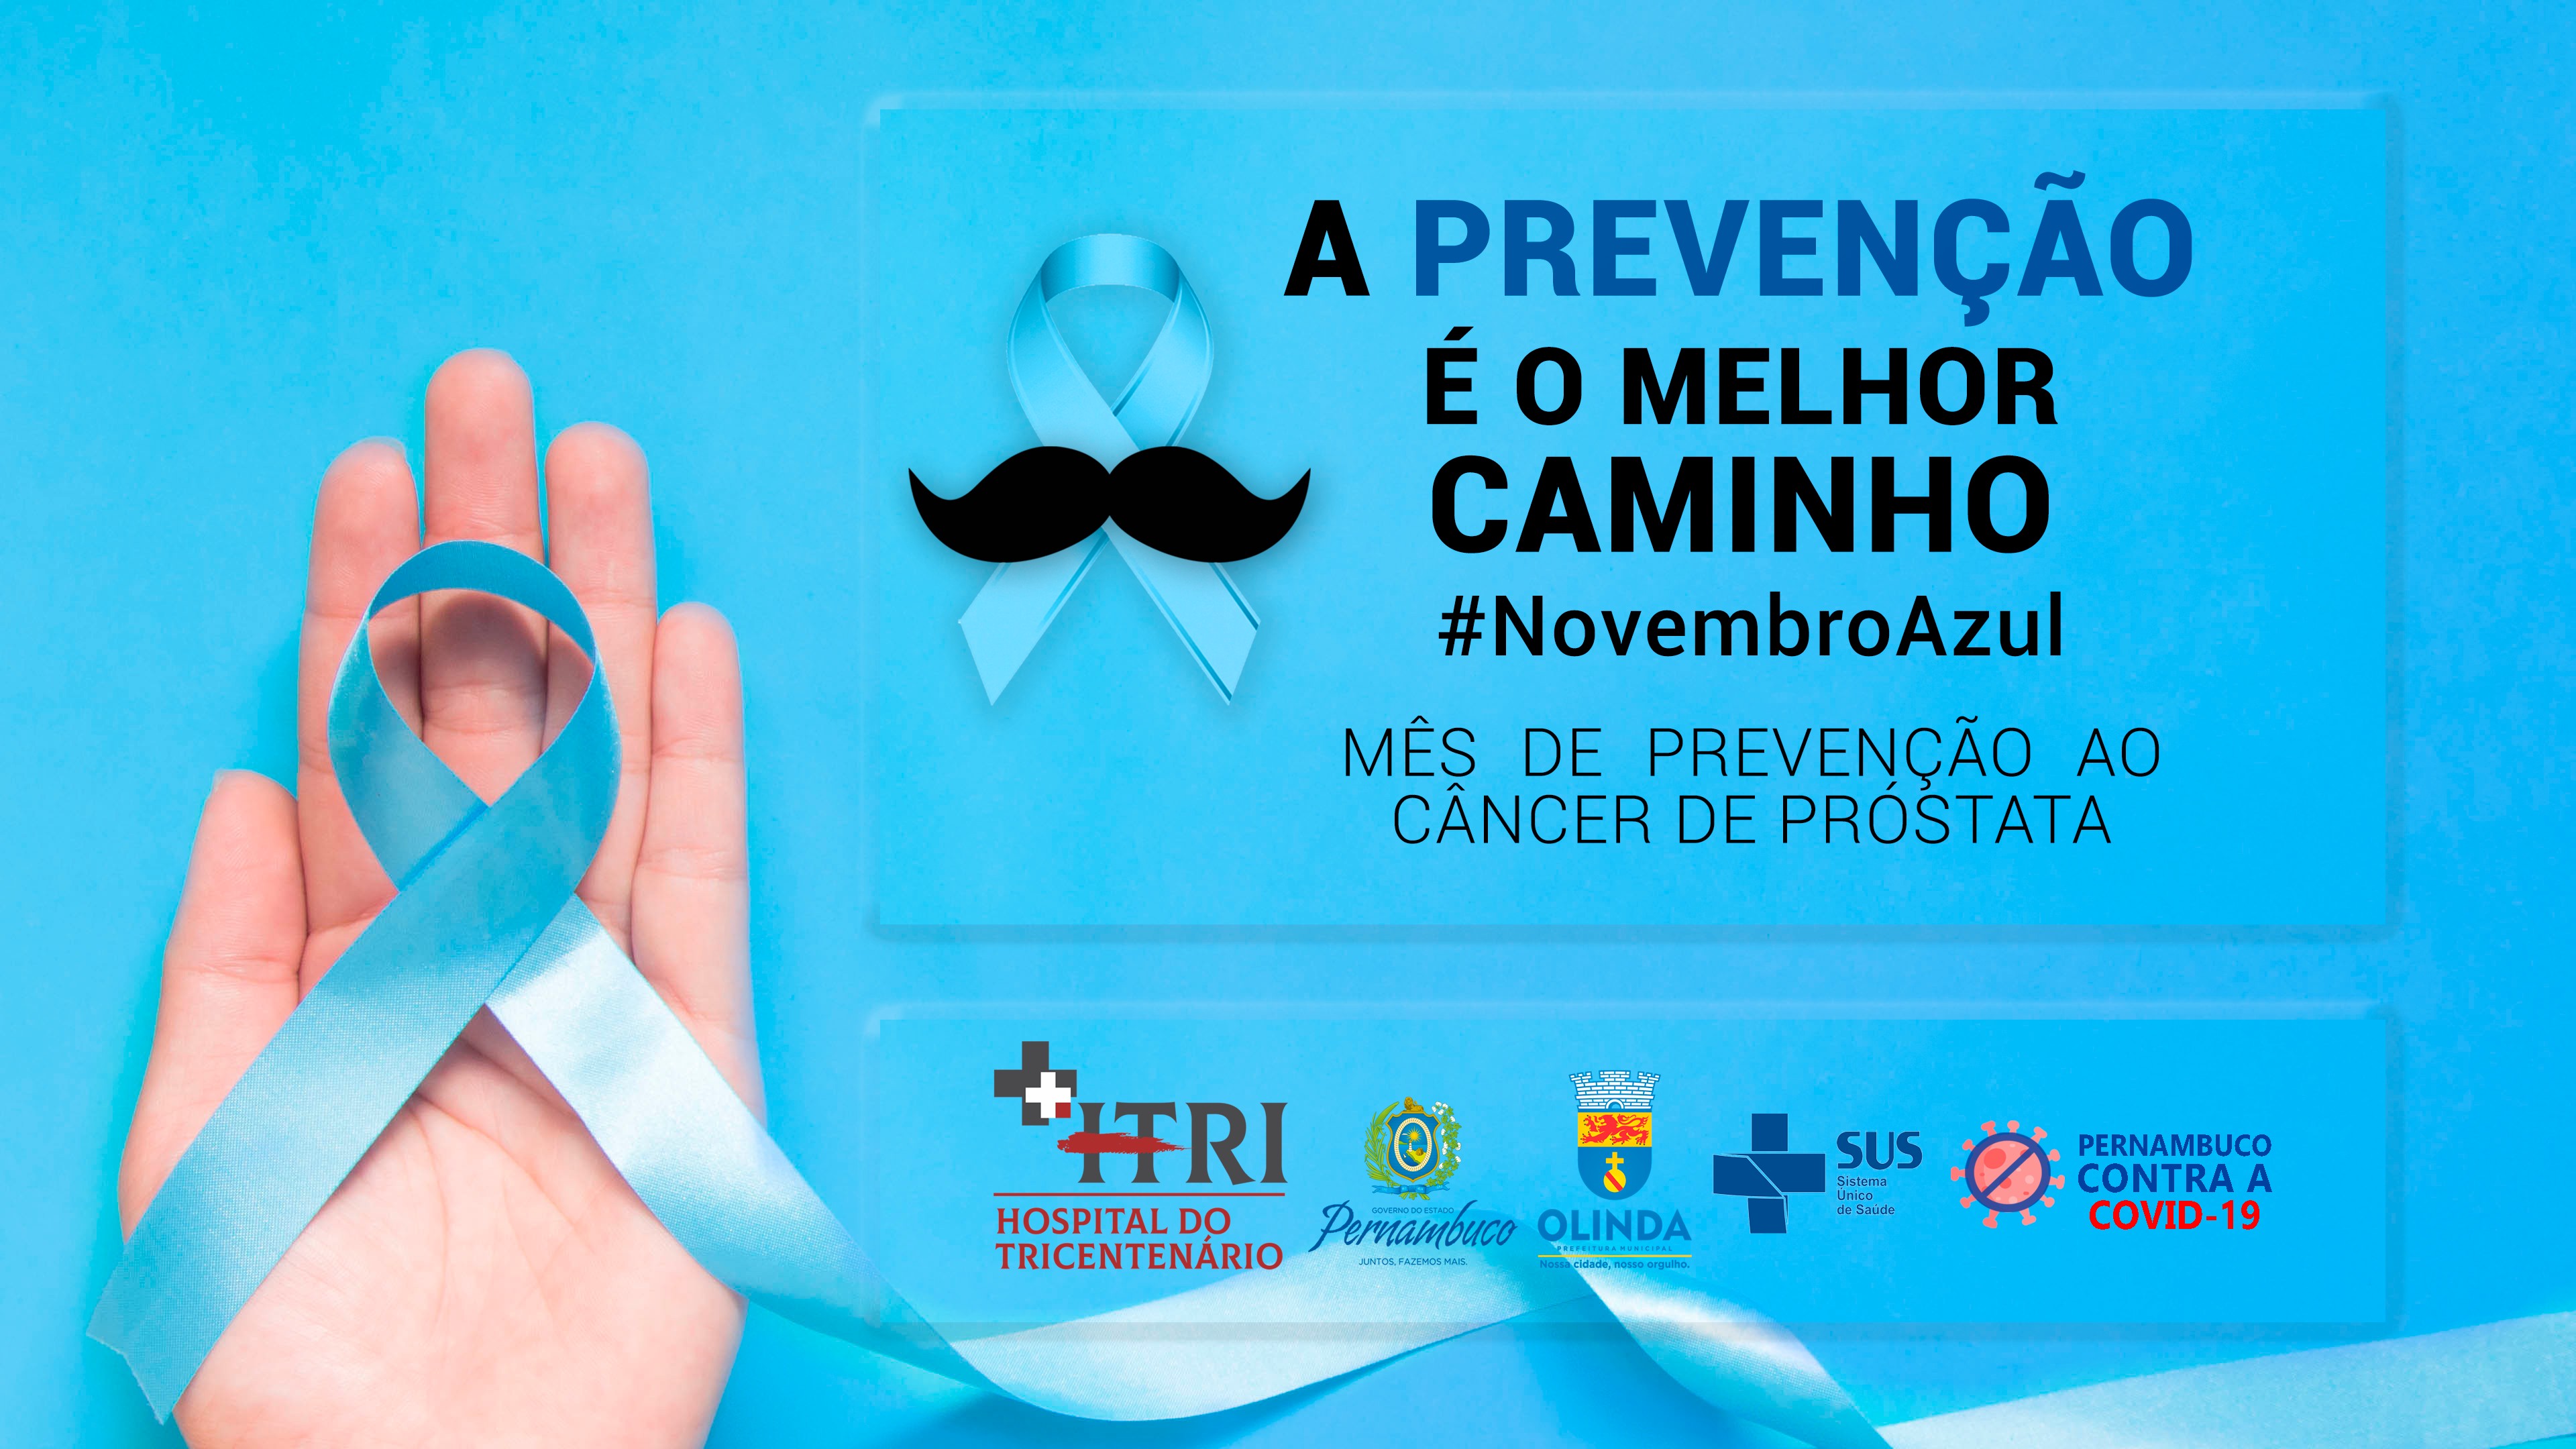 A PREVENÇÃO
É O MELHOR
CAMINHO
#NovembroAzul
MÊS DE PREVENÇÃO AO
CÂNCER DE PRÓSTATA
ITRI
HOSPITAL DO
TRICENTENÁRIO
GOVERNO DO ESTADO
Pernambuco
JUNTOS, FAZEMOS MAIS.
OLINDA
PREFEITURA MUNICIPAL
Nossa cidade, nosso orgulho.
SUS
Sistema
Único
de Saúde
PERNAMBUCO
CONTRA A
COVID-19